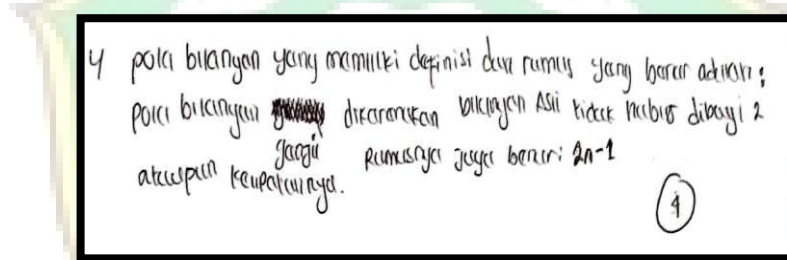 4 pola bilangan yang memiliki definisi dan rumus yang benar adalah:
pola bilangan dikarenakan bilangan Asli tidak habis dibagi 2
ganjil
ataupun kelipatannya. Rumusnya juga benar: 2n-1
4